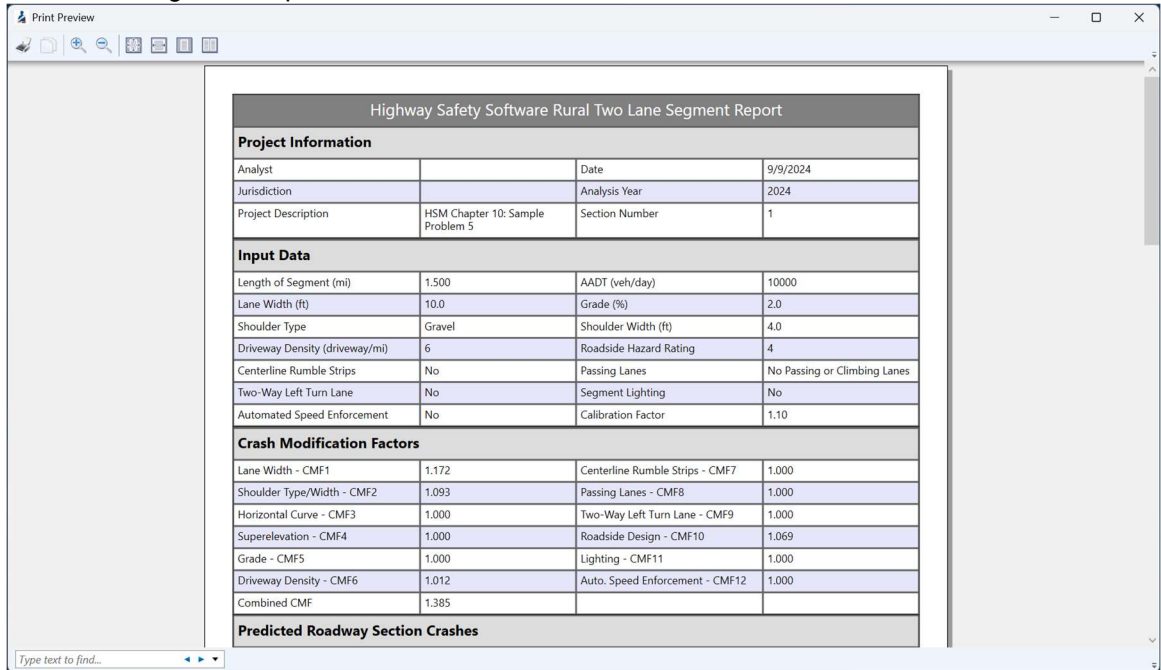 Print Preview
Highway Safety Software Rural Two Lane Segment Report
Project Information
Analyst Date 9/9/2024
Jurisdiction Analysis Year 2024
Project Description HSM Chapter 10: Sample Section Number 1
Problem 5
Input Data
Length of Segment (mi) 1.500 AADT (veh/day) 10000
Lane Width (ft) 10.0 Grade (%) 2.0
Shoulder Type Gravel Shoulder Width (ft) 4.0
Driveway Density (driveway/mi) 6 Roadside Hazard Rating 4
Centerline Rumble Strips No Passing Lanes No Passing or Climbing Lanes
Two-Way Left Turn Lane No Segment Lighting No
Automated Speed Enforcement No Calibration Factor 1.10
Crash Modification Factors
Lane Width - CMF1 1.172 Centerline Rumble Strips - CMF7 1.000
Shoulder Type/Width - CMF2 1.093 Passing Lanes - CMF8 1.000
Horizontal Curve - CMF3 1.000 Two-Way Left Turn Lane - CMF9 1.000
Superelevation - CMF4 1.000 Roadside Design - CMF10 1.069
Grade - CMF5 1.000 Lighting - CMF11 1.000
Driveway Density - CMF6 1.012 Auto. Speed Enforcement - CMF12 1.000
Combined CMF 1.385
Predicted Roadway Section Crashes
Type text to find...